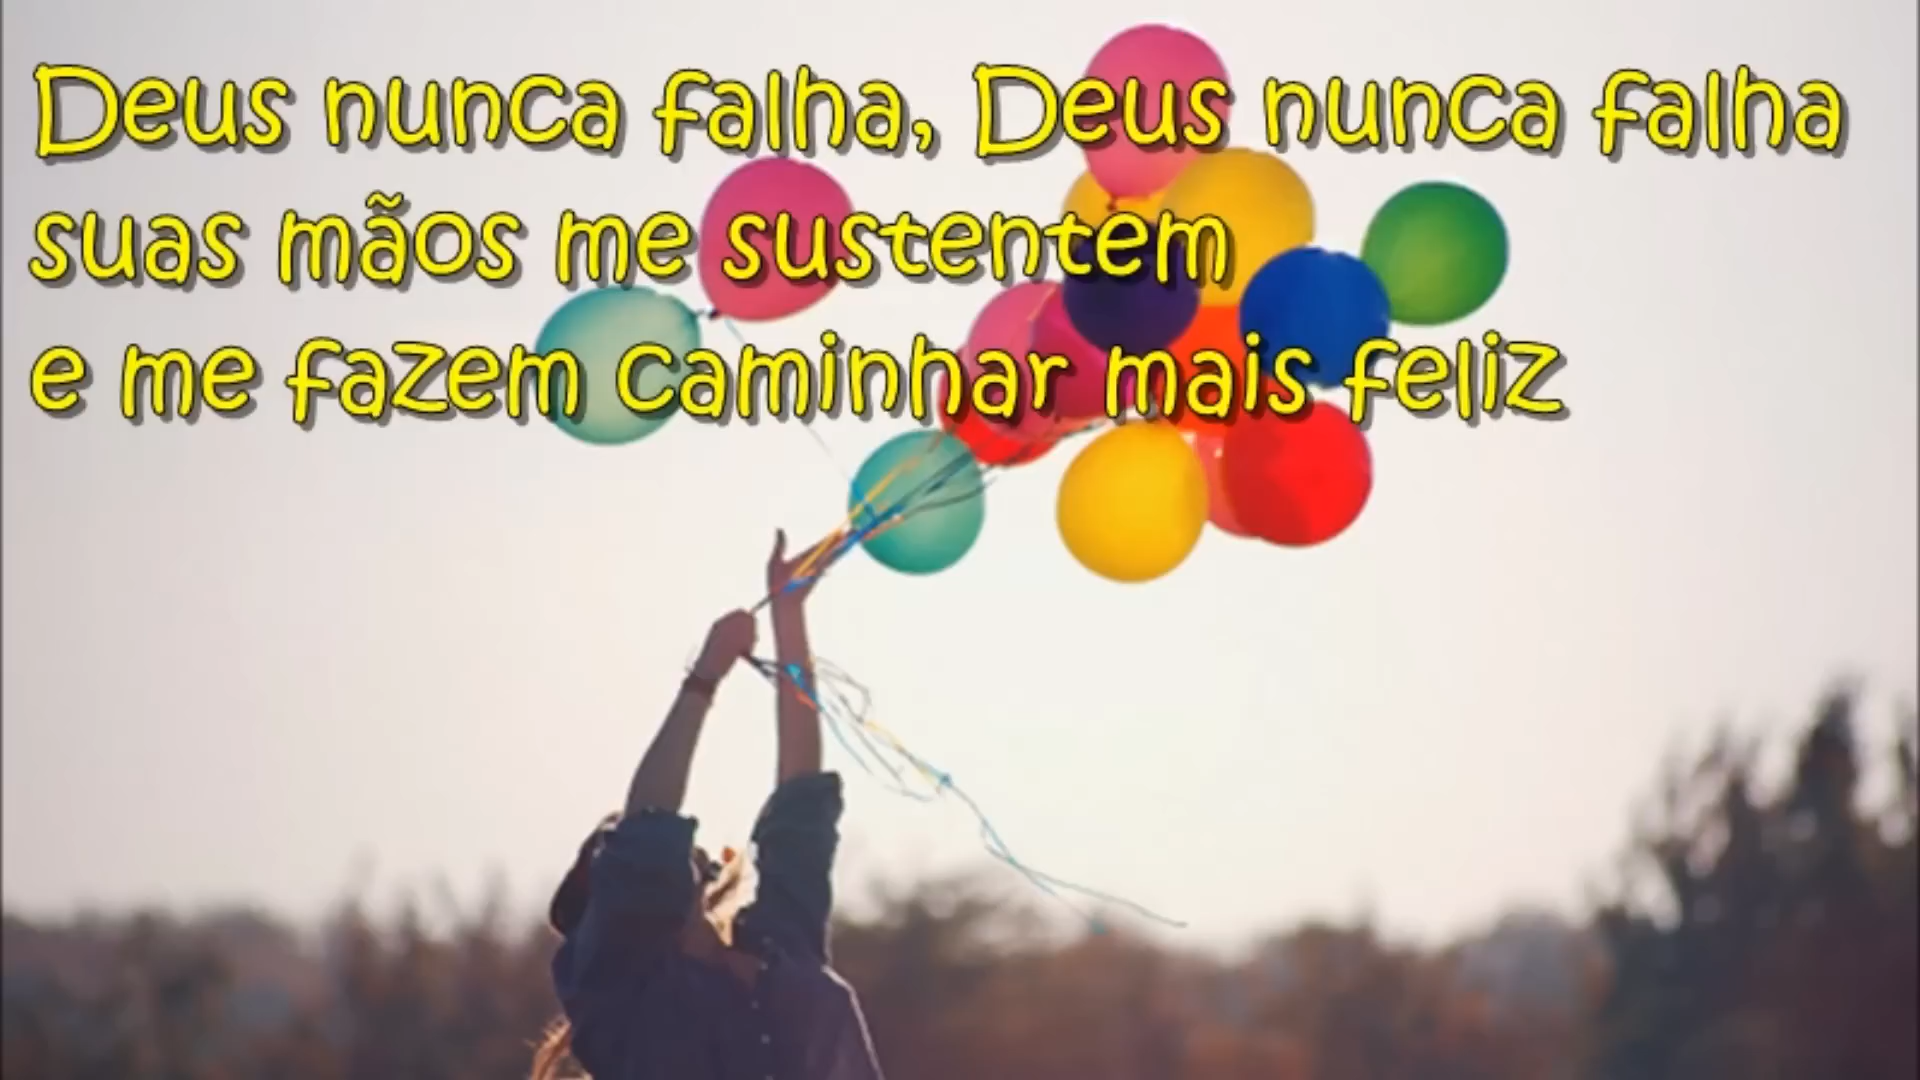 Deus nunca falha, Deus nunca falha
suas mãos me sustentem
e me fazem caminhar mais feliz